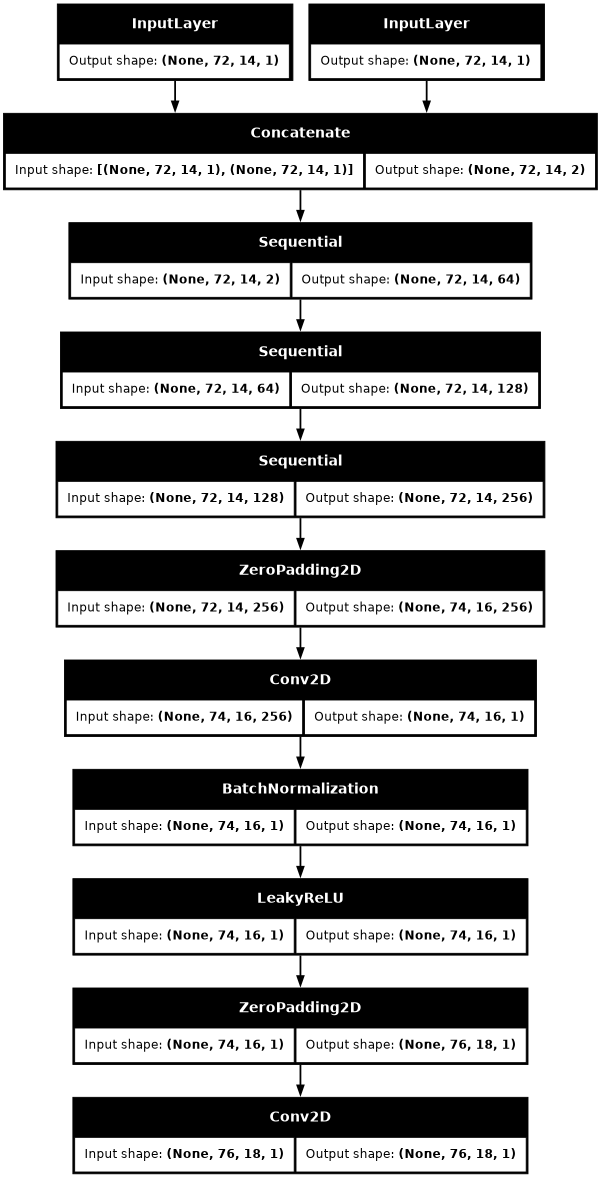 InputLayer
Output shape: (None, 72, 14, 1)
InputLayer
Output shape: (None, 72, 14, 1)
Concatenate
Input shape: [(None, 72, 14, 1), (None, 72, 14, 1)]
Output shape: (None, 72, 14, 2)
Sequential
Input shape: (None, 72, 14, 2)
Output shape: (None, 72, 14, 64)
Sequential
Input shape: (None, 72, 14, 64)
Output shape: (None, 72, 14, 128)
Sequential
Input shape: (None, 72, 14, 128)
Output shape: (None, 72, 14, 256)
ZeroPadding2D
Input shape: (None, 72, 14, 256)
Output shape: (None, 74, 16, 256)
Conv2D
Input shape: (None, 74, 16, 256)
Output shape: (None, 74, 16, 1)
BatchNormalization
Input shape: (None, 74, 16, 1)
Output shape: (None, 74, 16, 1)
LeakyReLU
Input shape: (None, 74, 16, 1)
Output shape: (None, 74, 16, 1)
ZeroPadding2D
Input shape: (None, 74, 16, 1)
Output shape: (None, 76, 18, 1)
Conv2D
Input shape: (None, 76, 18, 1)
Output shape: (None, 76, 18, 1)